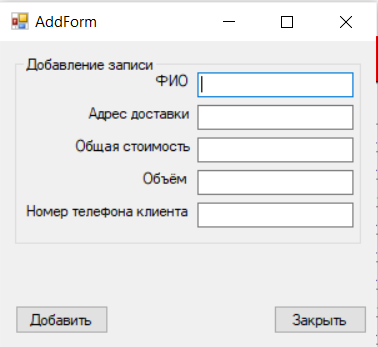 AddForm
Добавление записи
ФИО
Адрес доставки
Общая стоимость
Объём
Номер телефона клиента
Добавить
Закрыть